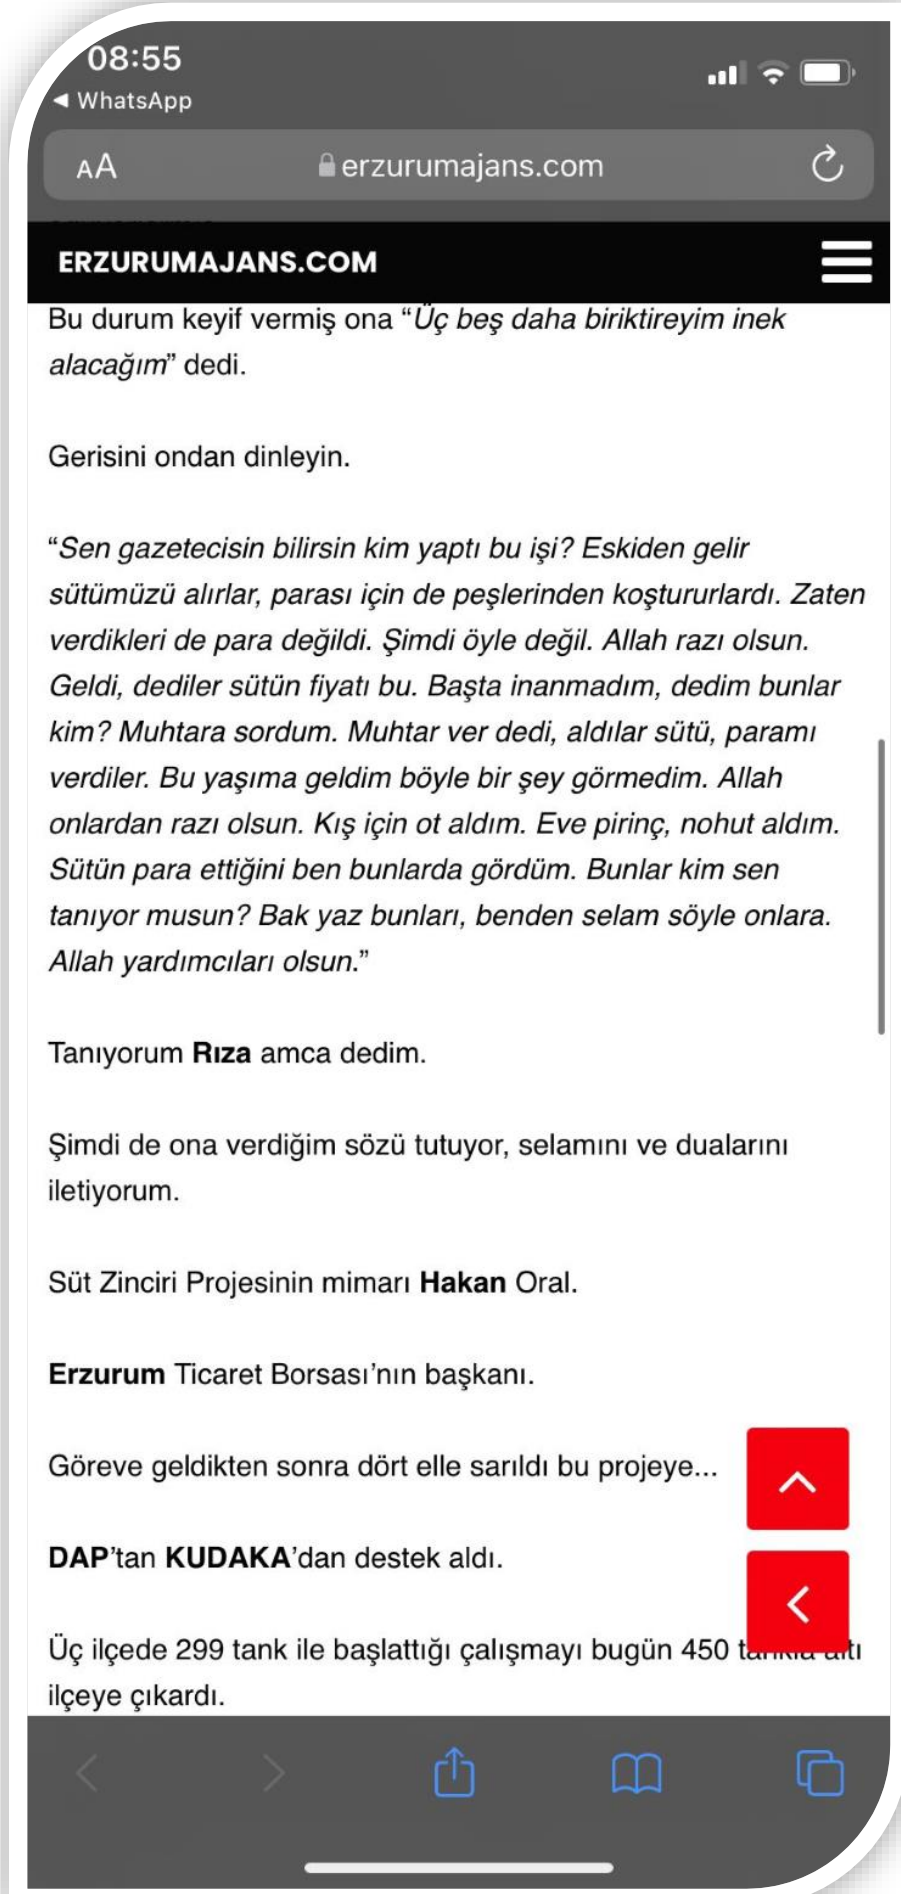 08:55
◀ WhatsApp
AA erzurumajans.com
ERZURUMAJANS.COM
Bu durum keyif vermiş ona “Üç beş daha biriktireyim inek
alacağım” dedi.
Gerisini ondan dinleyin.
“Sen gazetecisin bilirsin kim yaptı bu işi? Eskiden gelir
sütümüzü alırlar, parası için de peşlerinden koştururlardı. Zaten
verdikleri de para değildi. Şimdi öyle değil. Allah razı olsun.
Geldi, dediler sütün fiyatı bu. Başta inanmadım, dedim bunlar
kim? Muhtara sordum. Muhtar ver dedi, aldılar sütü, paramı
verdiler. Bu yaşıma geldim böyle bir şey görmedim. Allah
onlardan razı olsun. Kış için ot aldım. Eve pirinç, nohut aldım.
Sütün para ettiğini ben bunlarda gördüm. Bunlar kim sen
tanıyor musun? Bak yaz bunları, benden selam söyle onlara.
Allah yardımcıları olsun.”
Tanıyorum Rıza amca dedim.
Şimdi de ona verdiğim sözü tutuyor, selamını ve dualarını
iletiyorum.
Süt Zinciri Projesinin mimarı Hakan Oral.
Erzurum Ticaret Borsası’nın başkanı.
Göreve geldikten sonra dört elle sarıldı bu projeye...
DAP’tan KUDAKA’dan destek aldı.
Üç ilçede 299 tank ile başlattığı çalışmayı bugün 450 tankla altı
ilçeye çıkardı.